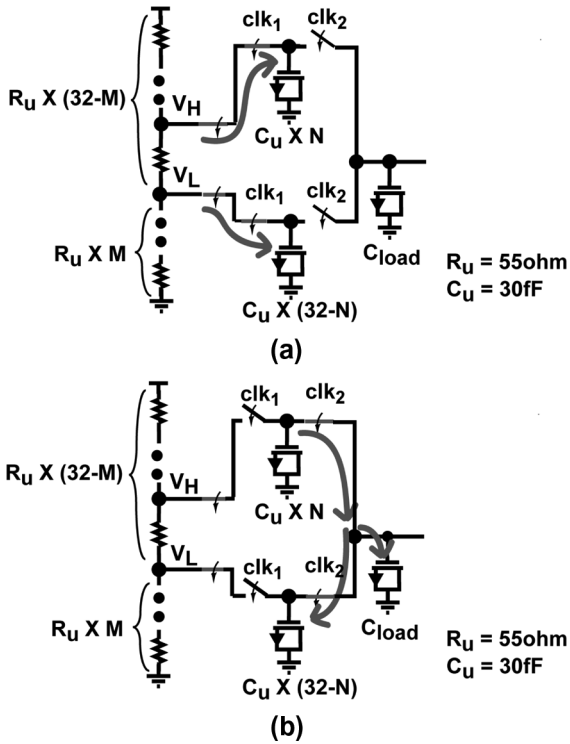 clk1 clk2
Ru X (32-M)
VH
Cu X N
VL
clk1 clk2
Ru X M
Cload
Ru = 55ohm
Cu = 30fF
Cu X (32-N)
(a)
clk1 clk2
Ru X (32-M)
VH
Cu X N
VL
clk1 clk2
Ru X M
Cload
Ru = 55ohm
Cu = 30fF
Cu X (32-N)
(b)